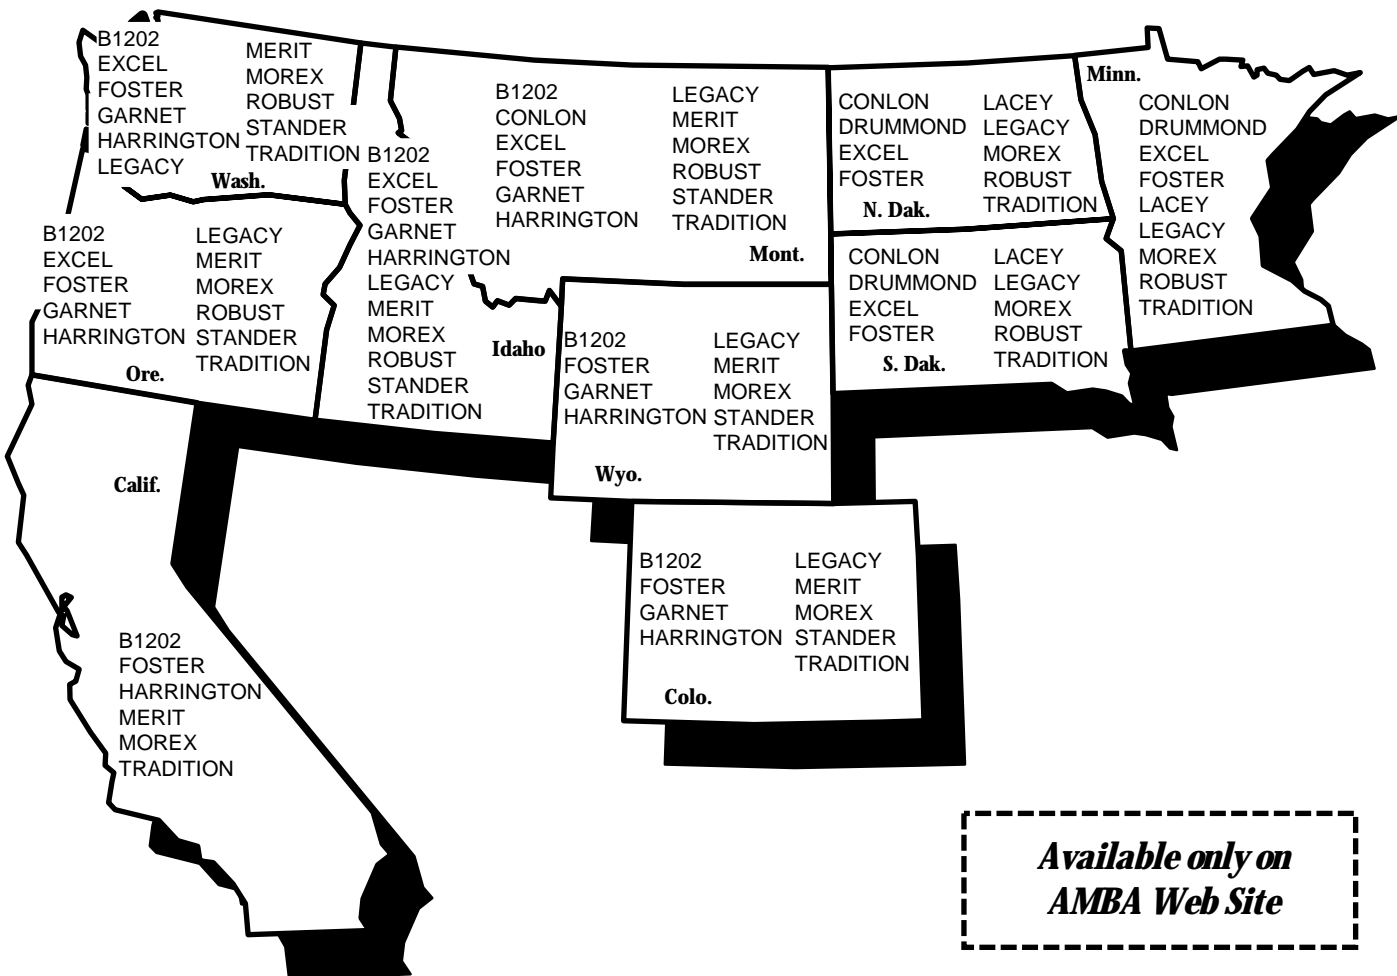 B1202
EXCEL
FOSTER
GARNET
HARRINGTON
LEGACY
MERIT
MOREX
ROBUST
STANDER
TRADITION
Wash.
B1202
EXCEL
FOSTER
GARNET
HARRINGTON
LEGACY
MERIT
MOREX
ROBUST
STANDER
TRADITION
Ore.
B1202
EXCEL
FOSTER
GARNET
HARRINGTON
LEGACY
MERIT
MOREX
ROBUST
STANDER
TRADITION
Idaho
B1202
CONLON
EXCEL
FOSTER
GARNET
HARRINGTON
LEGACY
MERIT
MOREX
ROBUST
STANDER
TRADITION
Mont.
CONLON
DRUMMOND
EXCEL
FOSTER
LACEY
LEGACY
MOREX
ROBUST
TRADITION
N. Dak.
Minn.
CONLON
DRUMMOND
EXCEL
FOSTER
LACEY
LEGACY
MOREX
ROBUST
TRADITION
CONLON
DRUMMOND
EXCEL
FOSTER
LACEY
LEGACY
MOREX
ROBUST
TRADITION
S. Dak.
B1202
FOSTER
GARNET
HARRINGTON
LEGACY
MERIT
MOREX
STANDER
TRADITION
Wyo.
Calif.
B1202
FOSTER
HARRINGTON
MERIT
MOREX
TRADITION
B1202
FOSTER
GARNET
HARRINGTON
LEGACY
MERIT
MOREX
STANDER
TRADITION
Colo.
Available only on
AMBA Web Site